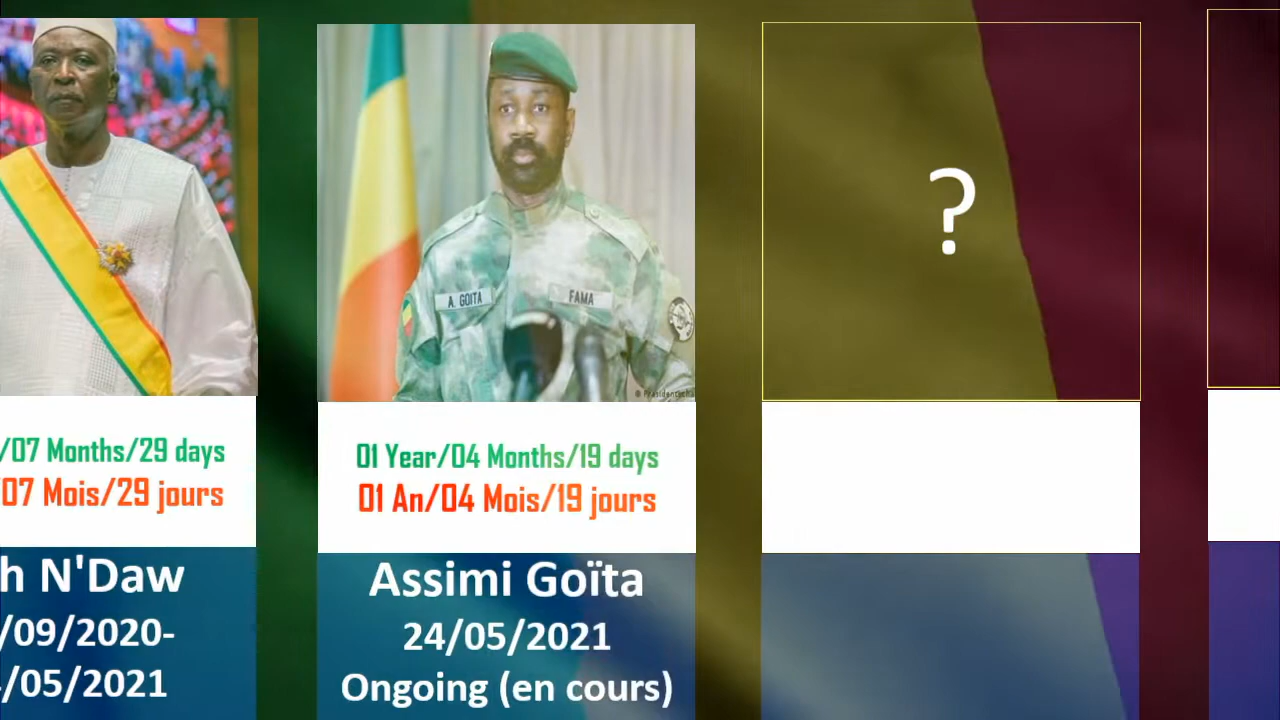 /07 Months/29 days
07 Mois/29 jours
h N'Daw
/09/2020-
/05/2021
A. GOITA
FAMA
01 Year/04 Months/19 days
01 An/04 Mois/19 jours
Assimi Goïta
24/05/2021
Ongoing (en cours)
?